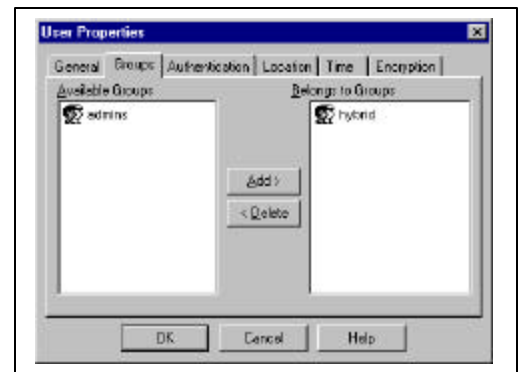 User Properties
General Groups Authentication Location Time Encryption
Available Groups Belongs to Groups
admins hybrid
Add >
< Delete
OK Cancel Help